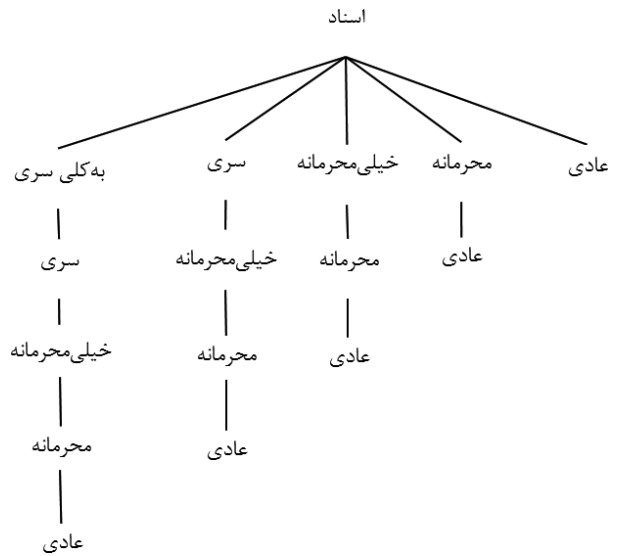 اسناد
عادی
محرمانه
خیلی‌محرمانه
سری
به‌کلی سری
عادی
محرمانه
خیلی‌محرمانه
سری
عادی
محرمانه
خیلی‌محرمانه
عادی
محرمانه
عادی